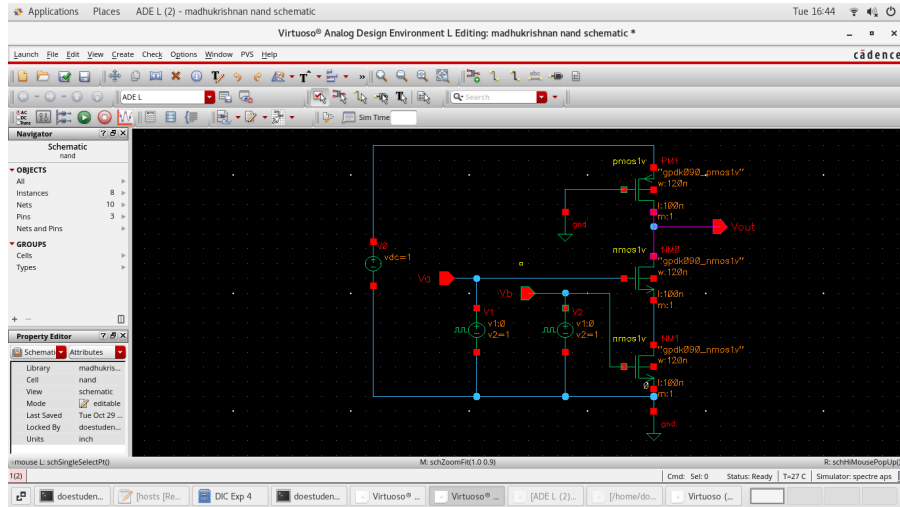 Applications Places ADE L (2) - madhukrishnan nand schematic Tue 16:44
Virtuoso® Analog Design Environment L Editing: madhukrishnan nand schematic *
Launch File Edit View Create Check Options Window PVS Help cādence
» Search
ADE L
AC DC Trans Sim Time
Navigator ? X
Schematic
nand
OBJECTS
All
Instances 8
Nets 10
Pins 3
Nets and Pins
GROUPS
Cells
Types
+ -
Property Editor ? X
Schemati Attributes
Library madhukris...
Cell nand
View schematic
Mode editable
Last Saved Tue Oct 29 ...
Locked By doestuden...
Units inch
pmos1v PM1
"gpdk090_pmos1v"
w:120n
l:100n
m:1
gnd
Vout
nmos1v NM0
"gpdk090_nmos1v"
w:120n
l:100n
m:1
V0
vdc=1
Va
Vb
V1
v1:0
v2=1
V2
v1:0
v2=1
nmos1v NM1
"gpdk090_nmos1v"
w:120n
0
l:100n
m:1
gnd
mouse L: schSingleSelectPt() M: schZoomFit(1.0 0.9) R: schHiMousePopUp()
1(2) Cmd: Sel: 0 Status: Ready T=27 C Simulator: spectre aps
doestuden... [hosts [Re... DIC Exp 4 doestuden... Virtuoso® ... Virtuoso® ... [ADE L (2)... [/home/do... Virtuoso (...